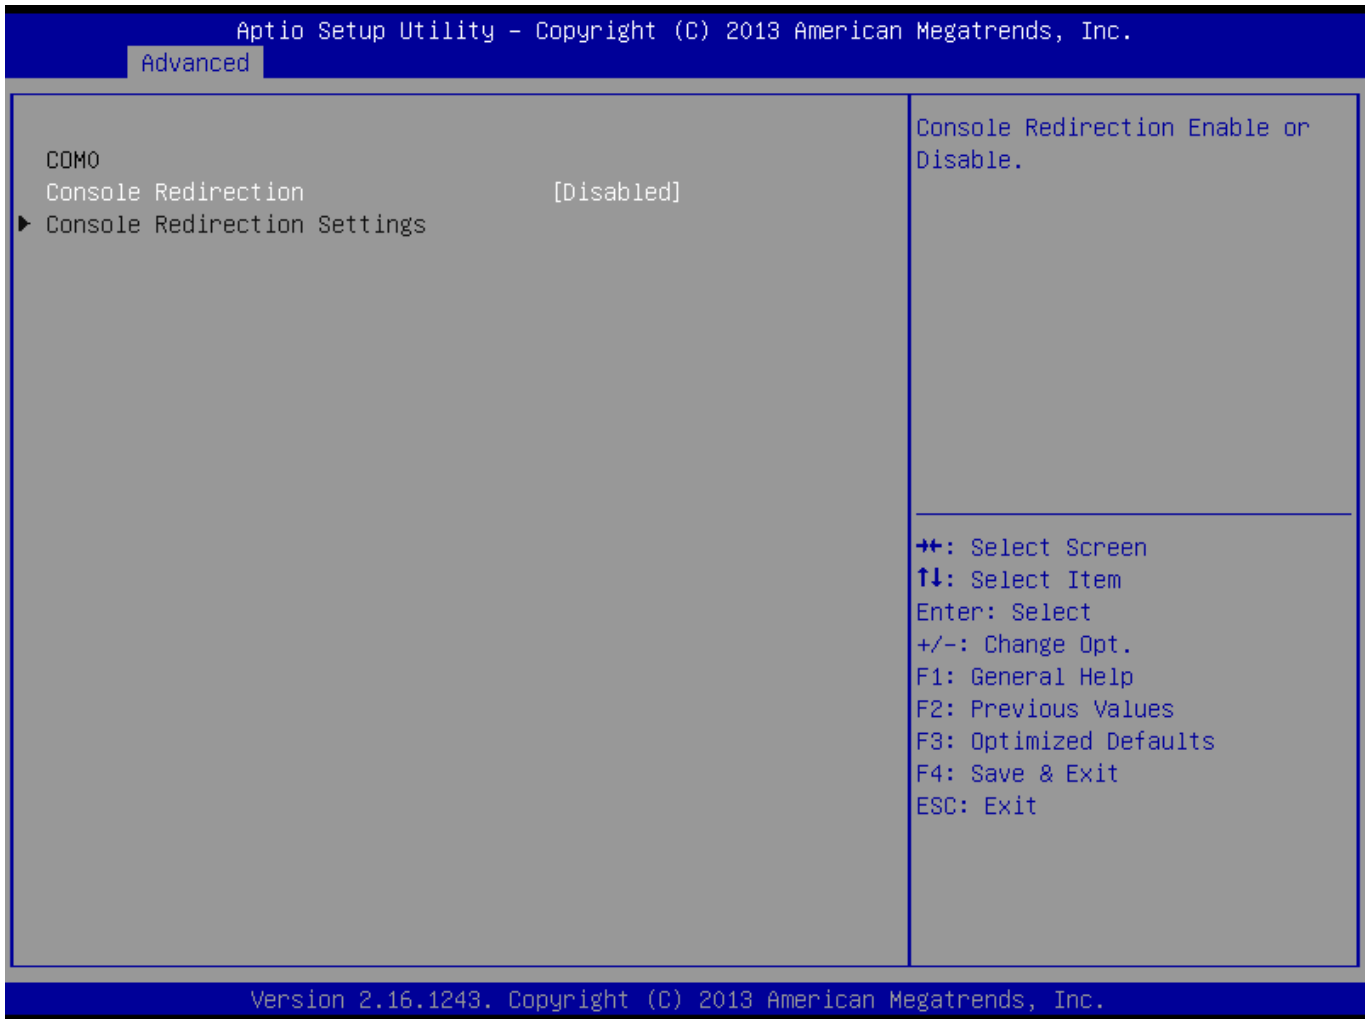 Aptio Setup Utility – Copyright (C) 2013 American Megatrends, Inc.
Advanced
COM0
Console Redirection [Disabled]
▶ Console Redirection Settings
Console Redirection Enable or
Disable.
→←: Select Screen
↑↓: Select Item
Enter: Select
+/-: Change Opt.
F1: General Help
F2: Previous Values
F3: Optimized Defaults
F4: Save & Exit
ESC: Exit
Version 2.16.1243. Copyright (C) 2013 American Megatrends, Inc.